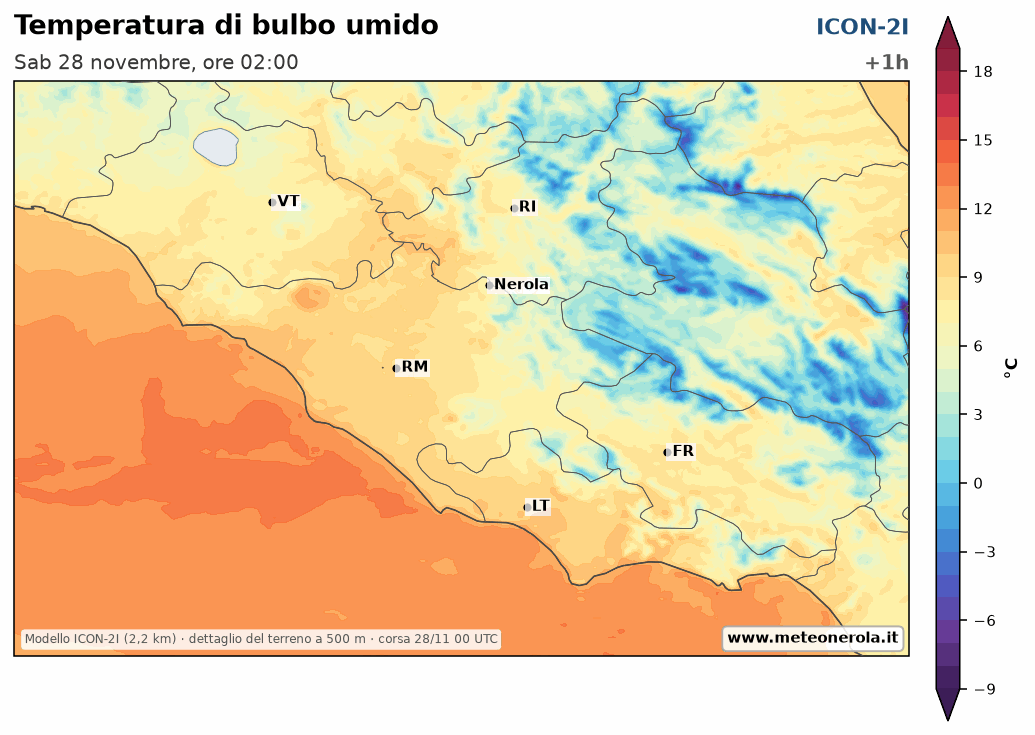 Temperatura di bulbo umido
ICON-2I
Sab 28 novembre, ore 02:00
+1h
VT
RI
Nerola
RM
FR
LT
Modello ICON-2I (2,2 km) · dettaglio del terreno a 500 m · corsa 28/11 00 UTC
www.meteonerola.it
18
15
12
9
6
3
0
−3
−6
−9
°C